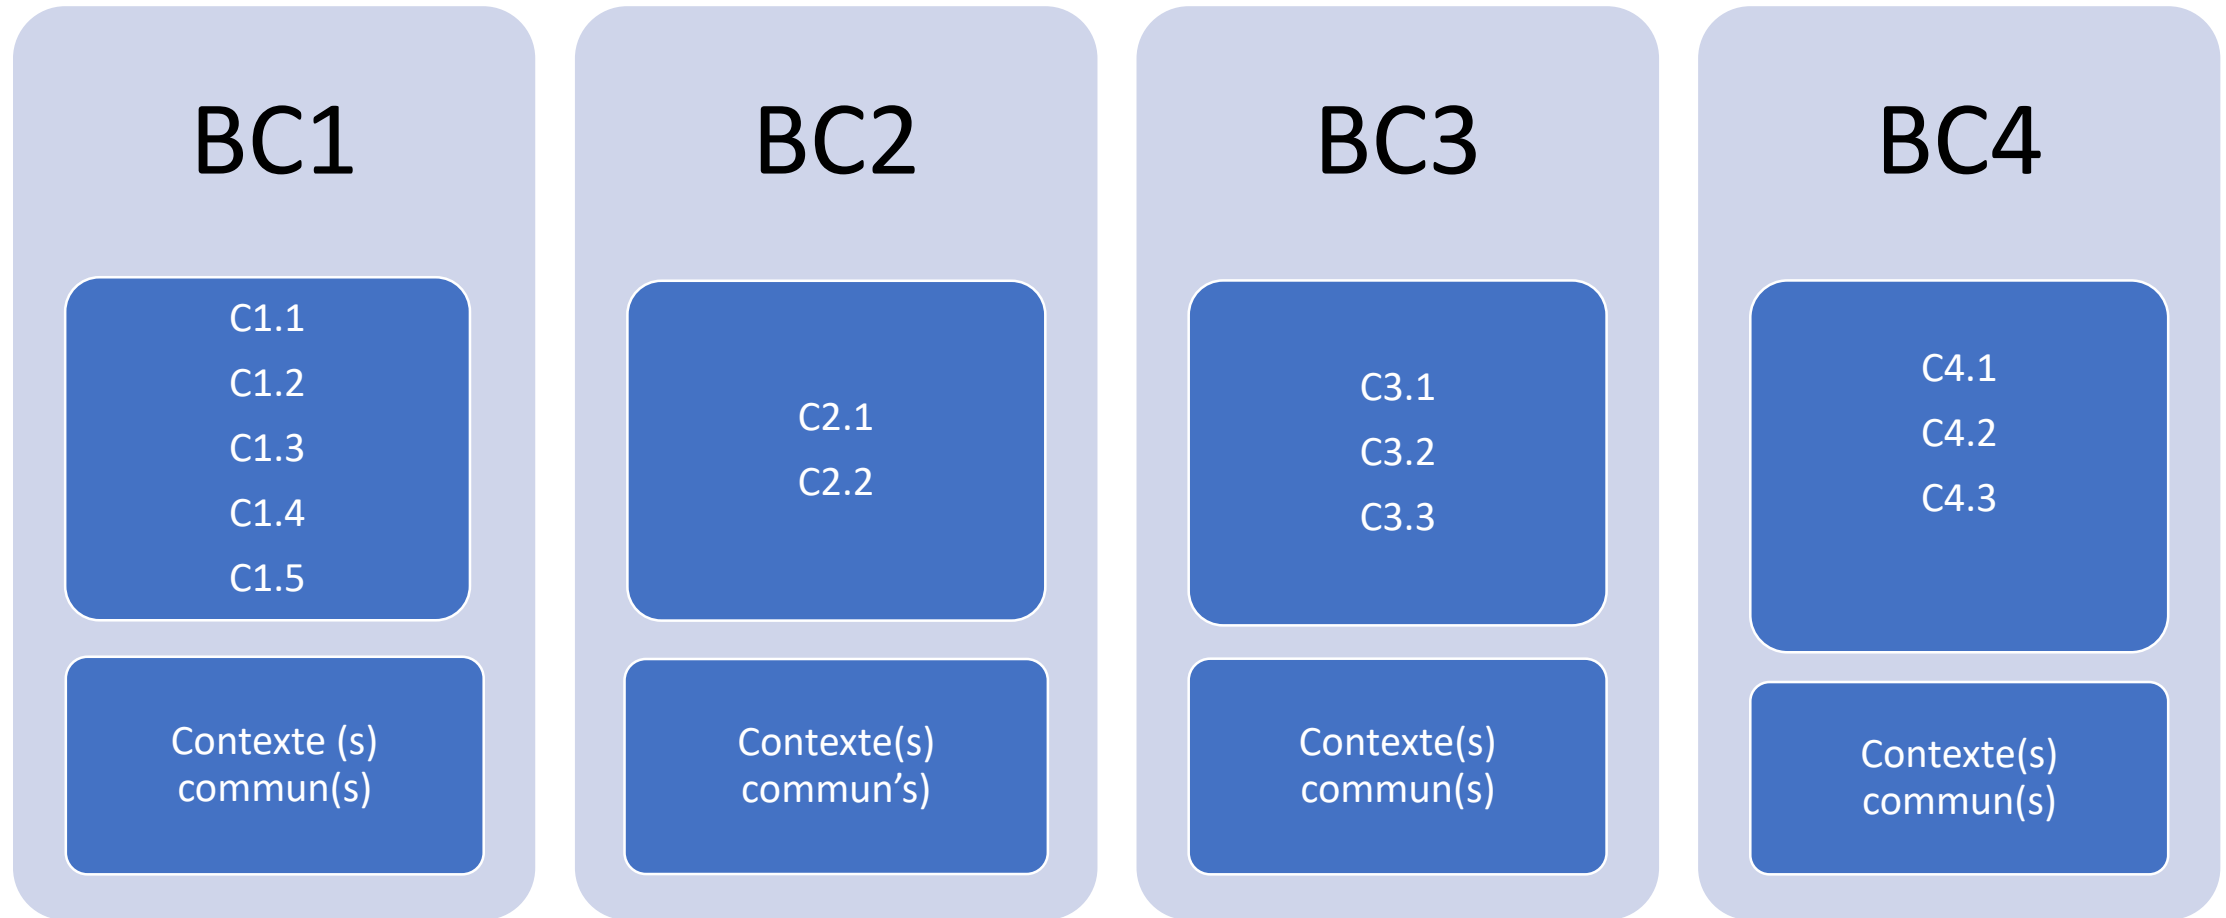 BC1
C1.1
C1.2
C1.3
C1.4
C1.5
Contexte (s)
commun(s)
BC2
C2.1
C2.2
Contexte(s)
commun’s)
BC3
C3.1
C3.2
C3.3
Contexte(s)
commun(s)
BC4
C4.1
C4.2
C4.3
Contexte(s)
commun(s)